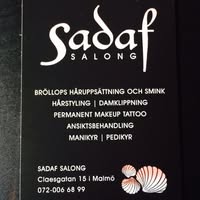 Sadaf
SALONG
BRÖLLOPS HÅRUPPSÄTTNING OCH SMINK
HÅRSTYLING | DAMKLIPPNING
PERMANENT MAKEUP TATTOO
ANSIKTSBEHANDLING
MANIKYR | PEDIKYR
SADAF SALONG
Claesgatan 15 i Malmö
072-006 68 99